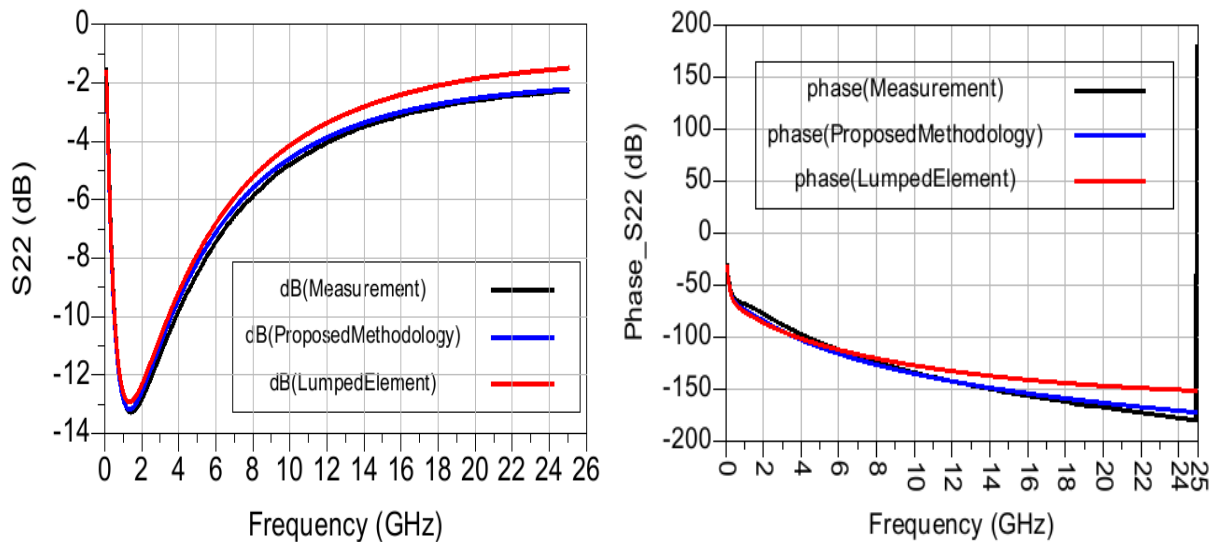 0
-2
-4
-6
-8
-10
-12
-14
S22 (dB)
dB(Measurement)
dB(ProposedMethodology)
dB(LumpedElement)
0 2 4 6 8 10 12 14 16 18 20 22 24 26
Frequency (GHz)
200
150
100
50
0
-50
-100
-150
-200
Phase_S22 (dB)
phase(Measurement)
phase(ProposedMethodology)
phase(LumpedElement)
0 2 4 6 8 10 12 14 16 18 20 22 24 25
Frequency (GHz)